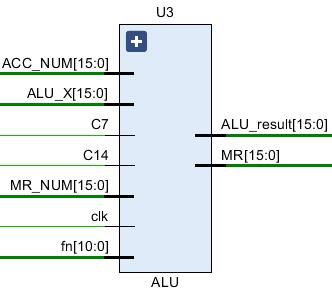 U3
ACC_NUM[15:0]
ALU_X[15:0]
C7
C14
MR_NUM[15:0]
clk
fn[10:0]
ALU_result[15:0]
MR[15:0]
ALU